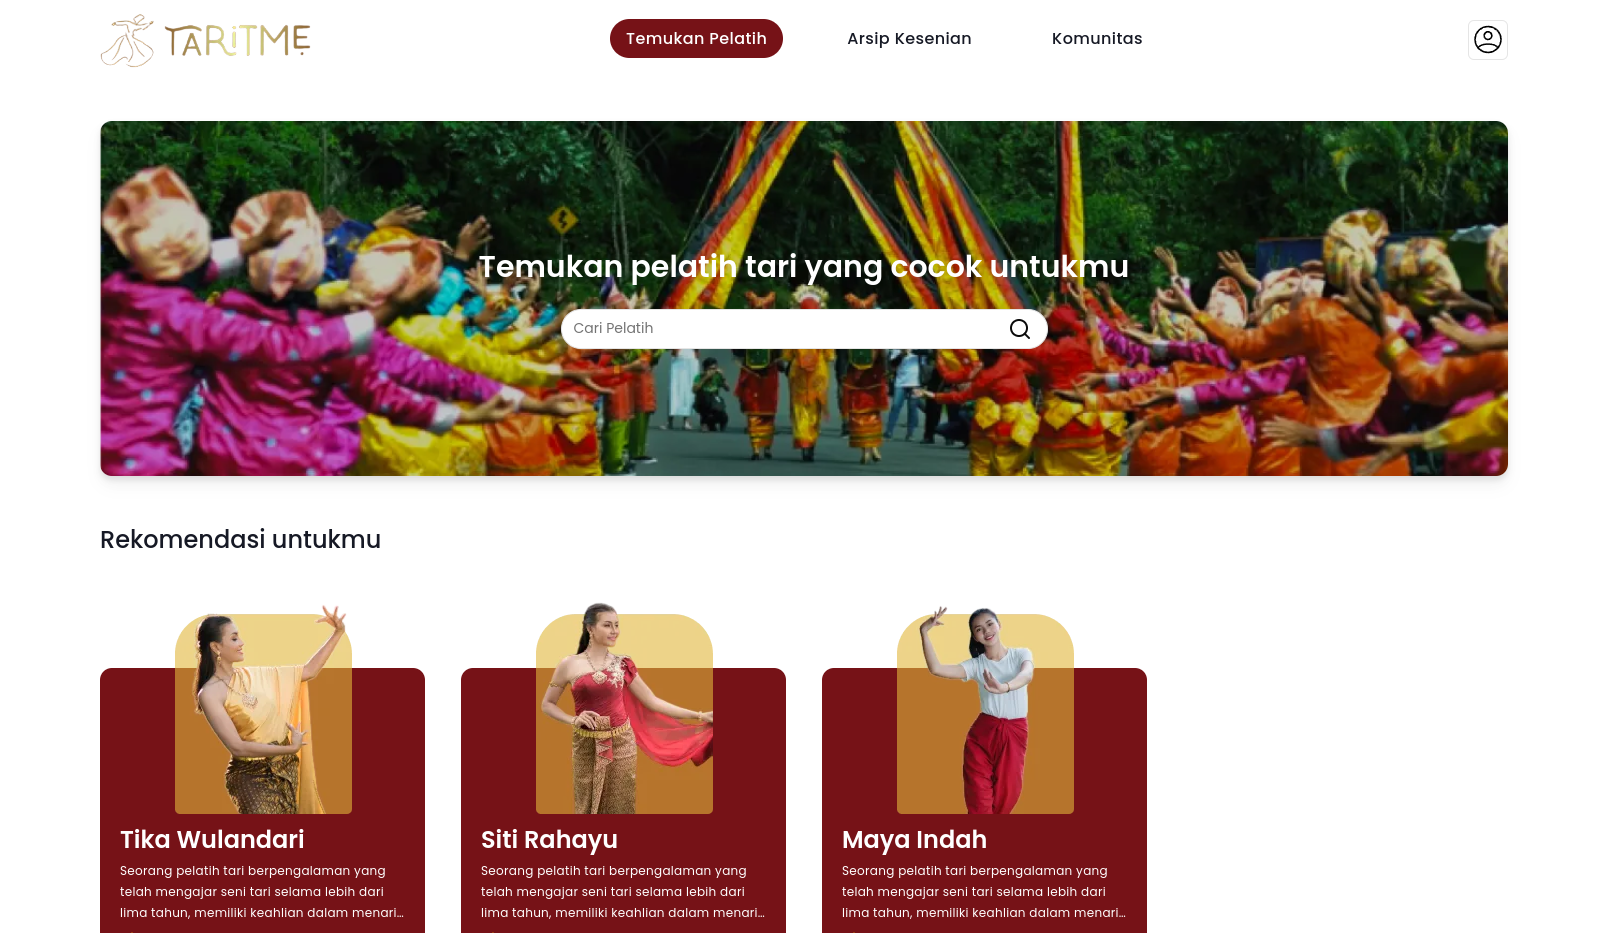 TARITME
Temukan Pelatih
Arsip Kesenian
Komunitas
Temukan pelatih tari yang cocok untukmu
Cari Pelatih
Rekomendasi untukmu
Tika Wulandari
Seorang pelatih tari berpengalaman yang
telah mengajar seni tari selama lebih dari
lima tahun, memiliki keahlian dalam menari...
Siti Rahayu
Seorang pelatih tari berpengalaman yang
telah mengajar seni tari selama lebih dari
lima tahun, memiliki keahlian dalam menari...
Maya Indah
Seorang pelatih tari berpengalaman yang
telah mengajar seni tari selama lebih dari
lima tahun, memiliki keahlian dalam menari...